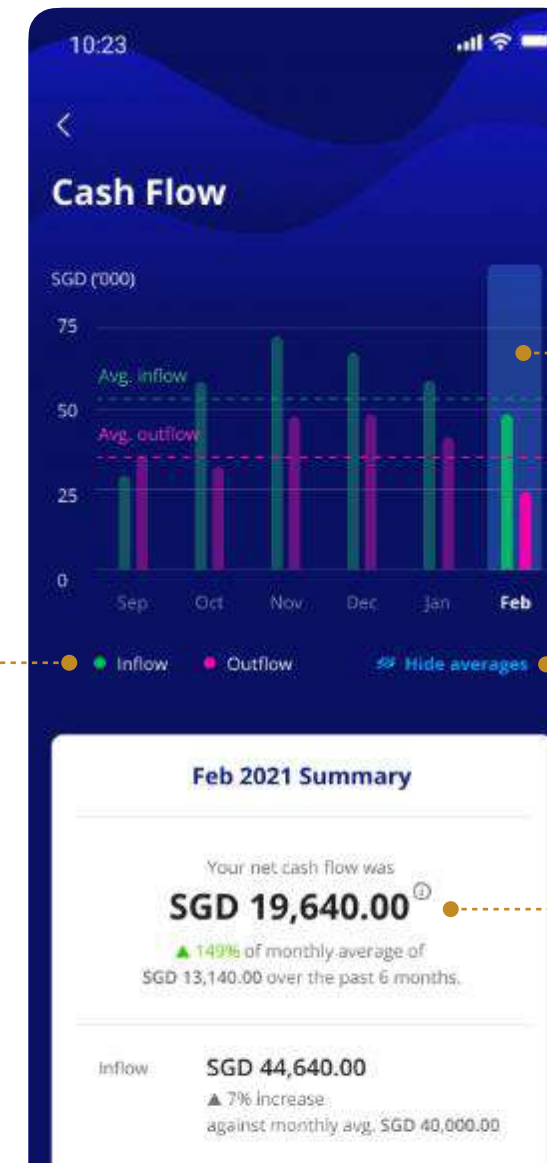 10:23
Cash Flow
SGD ('000)
75
Avg. inflow
50
Avg. outflow
25
0
Sep Oct Nov Dec Jan Feb
Inflow Outflow Hide averages
Feb 2021 Summary
Your net cash flow was
SGD 19,640.00
▲ 149% of monthly average of
SGD 13,140.00 over the past 6 months.
Inflow SGD 44,640.00
▲ 7% increase
against monthly avg. SGD 40,000.00